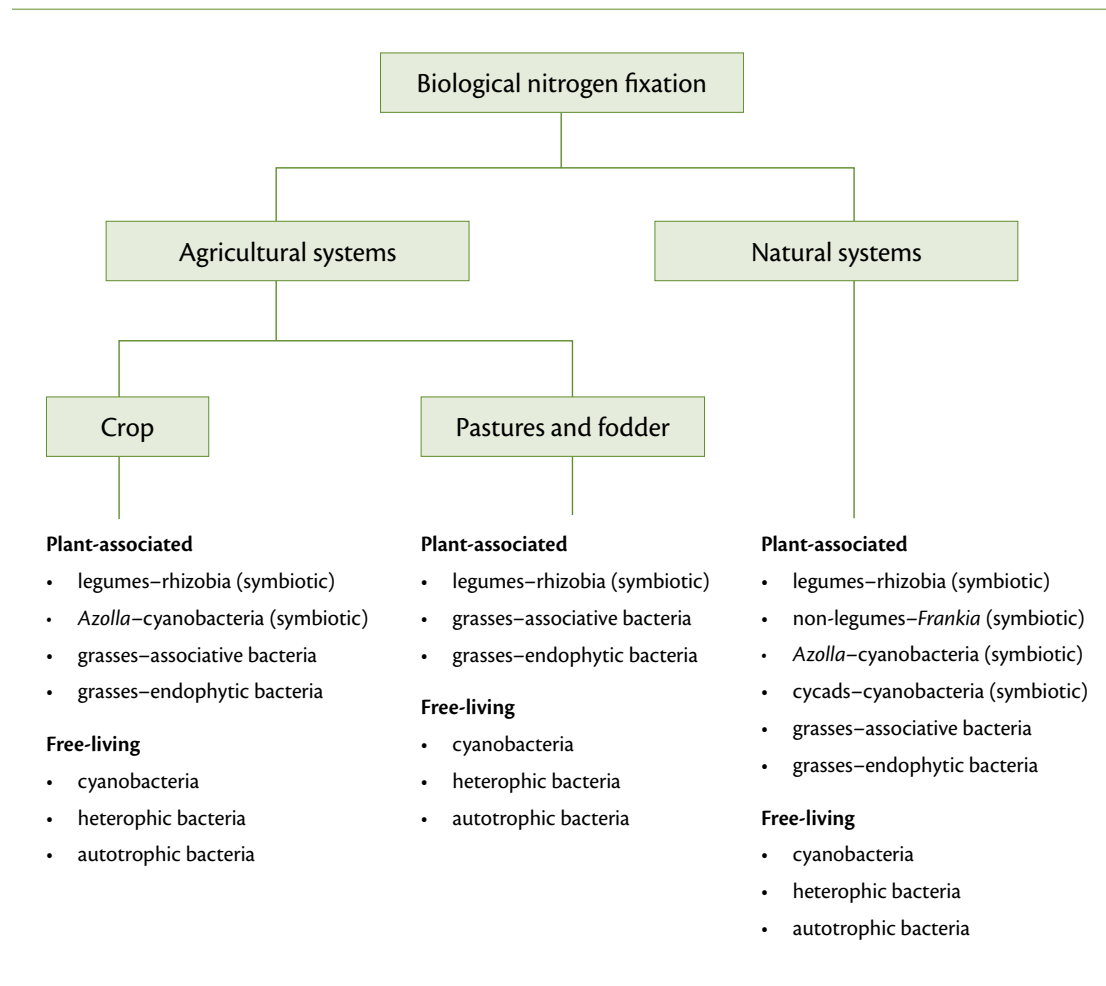 Biological nitrogen fixation
Agricultural systems
Natural systems
Crop
Pastures and fodder
Plant-associated
• legumes–rhizobia (symbiotic)
• Azolla–cyanobacteria (symbiotic)
• grasses–associative bacteria
• grasses–endophytic bacteria
Free-living
• cyanobacteria
• heterophic bacteria
• autotrophic bacteria
Plant-associated
• legumes–rhizobia (symbiotic)
• grasses–associative bacteria
• grasses–endophytic bacteria
Free-living
• cyanobacteria
• heterophic bacteria
• autotrophic bacteria
Plant-associated
• legumes–rhizobia (symbiotic)
• non-legumes–Frankia (symbiotic)
• Azolla–cyanobacteria (symbiotic)
• cycads–cyanobacteria (symbiotic)
• grasses–associative bacteria
• grasses–endophytic bacteria
Free-living
• cyanobacteria
• heterophic bacteria
• autotrophic bacteria